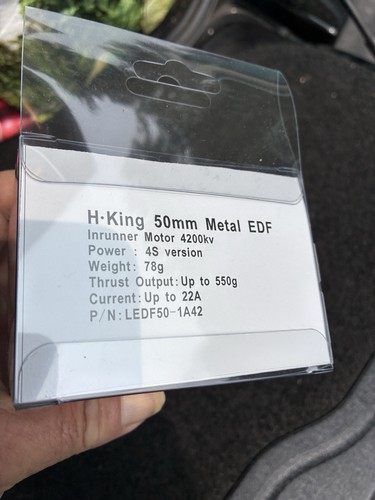 H·King 50mm Metal EDF
Inrunner Motor 4200kv
Power : 4S version
Weight: 78g
Thrust Output:Up to 550g
Current:Up to 22A
P/N:LEDF50-1A42